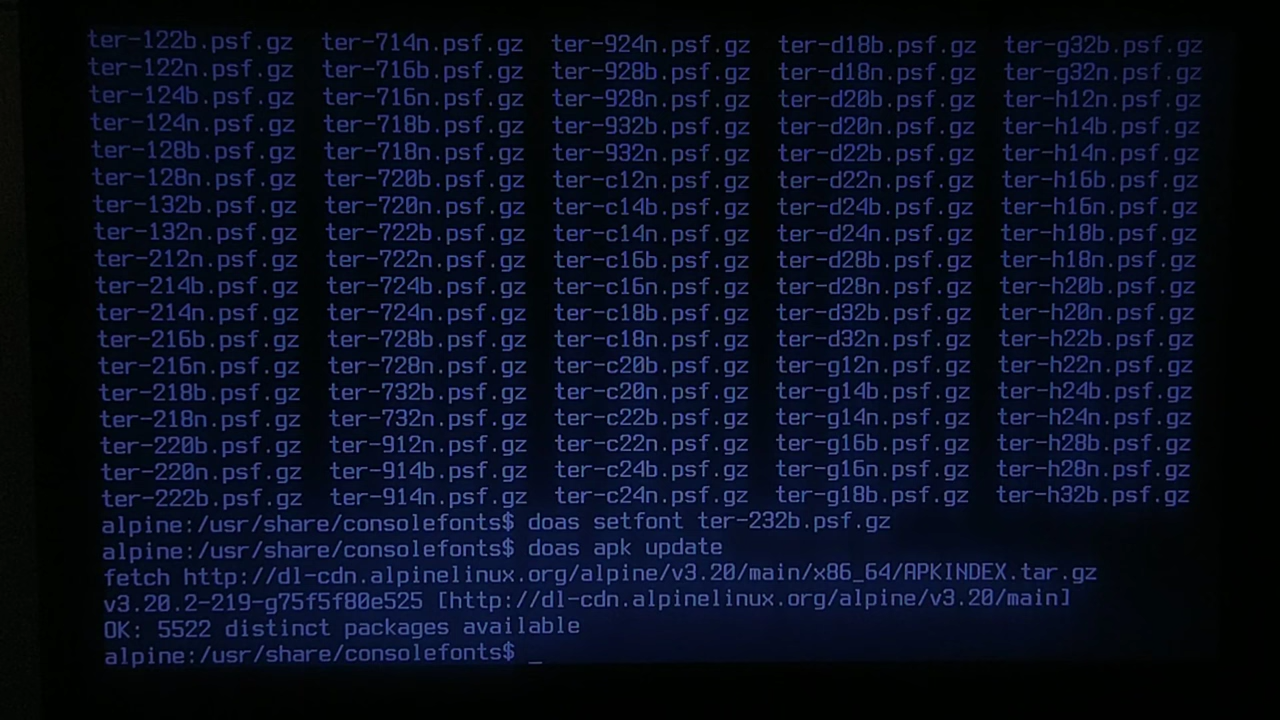 ter-122b.psf.gz  ter-714n.psf.gz  ter-924n.psf.gz  ter-d18b.psf.gz  ter-g32b.psf.gz
ter-122n.psf.gz  ter-716b.psf.gz  ter-928b.psf.gz  ter-d18n.psf.gz  ter-g32n.psf.gz
ter-124b.psf.gz  ter-716n.psf.gz  ter-928n.psf.gz  ter-d20b.psf.gz  ter-h12n.psf.gz
ter-124n.psf.gz  ter-718b.psf.gz  ter-932b.psf.gz  ter-d20n.psf.gz  ter-h14b.psf.gz
ter-128b.psf.gz  ter-718n.psf.gz  ter-932n.psf.gz  ter-d22b.psf.gz  ter-h14n.psf.gz
ter-128n.psf.gz  ter-720b.psf.gz  ter-c12n.psf.gz  ter-d22n.psf.gz  ter-h16b.psf.gz
ter-132b.psf.gz  ter-720n.psf.gz  ter-c14b.psf.gz  ter-d24b.psf.gz  ter-h16n.psf.gz
ter-132n.psf.gz  ter-722b.psf.gz  ter-c14n.psf.gz  ter-d24n.psf.gz  ter-h18b.psf.gz
ter-212n.psf.gz  ter-722n.psf.gz  ter-c16b.psf.gz  ter-d28b.psf.gz  ter-h18n.psf.gz
ter-214b.psf.gz  ter-724b.psf.gz  ter-c16n.psf.gz  ter-d28n.psf.gz  ter-h20b.psf.gz
ter-214n.psf.gz  ter-724n.psf.gz  ter-c18b.psf.gz  ter-d32b.psf.gz  ter-h20n.psf.gz
ter-216b.psf.gz  ter-728b.psf.gz  ter-c18n.psf.gz  ter-d32n.psf.gz  ter-h22b.psf.gz
ter-216n.psf.gz  ter-728n.psf.gz  ter-c20b.psf.gz  ter-g12n.psf.gz  ter-h22n.psf.gz
ter-218b.psf.gz  ter-732b.psf.gz  ter-c20n.psf.gz  ter-g14b.psf.gz  ter-h24b.psf.gz
ter-218n.psf.gz  ter-732n.psf.gz  ter-c22b.psf.gz  ter-g14n.psf.gz  ter-h24n.psf.gz
ter-220b.psf.gz  ter-912n.psf.gz  ter-c22n.psf.gz  ter-g16b.psf.gz  ter-h28b.psf.gz
ter-220n.psf.gz  ter-914b.psf.gz  ter-c24b.psf.gz  ter-g16n.psf.gz  ter-h28n.psf.gz
ter-222b.psf.gz  ter-914n.psf.gz  ter-c24n.psf.gz  ter-g18b.psf.gz  ter-h32b.psf.gz
alpine:/usr/share/consolefonts$ doas setfont ter-232b.psf.gz
alpine:/usr/share/consolefonts$ doas apk update
fetch http://dl-cdn.alpinelinux.org/alpine/v3.20/main/x86_64/APKINDEX.tar.gz
v3.20.2-219-g75f5f80e525 [http://dl-cdn.alpinelinux.org/alpine/v3.20/main]
OK: 5522 distinct packages available
alpine:/usr/share/consolefonts$ _